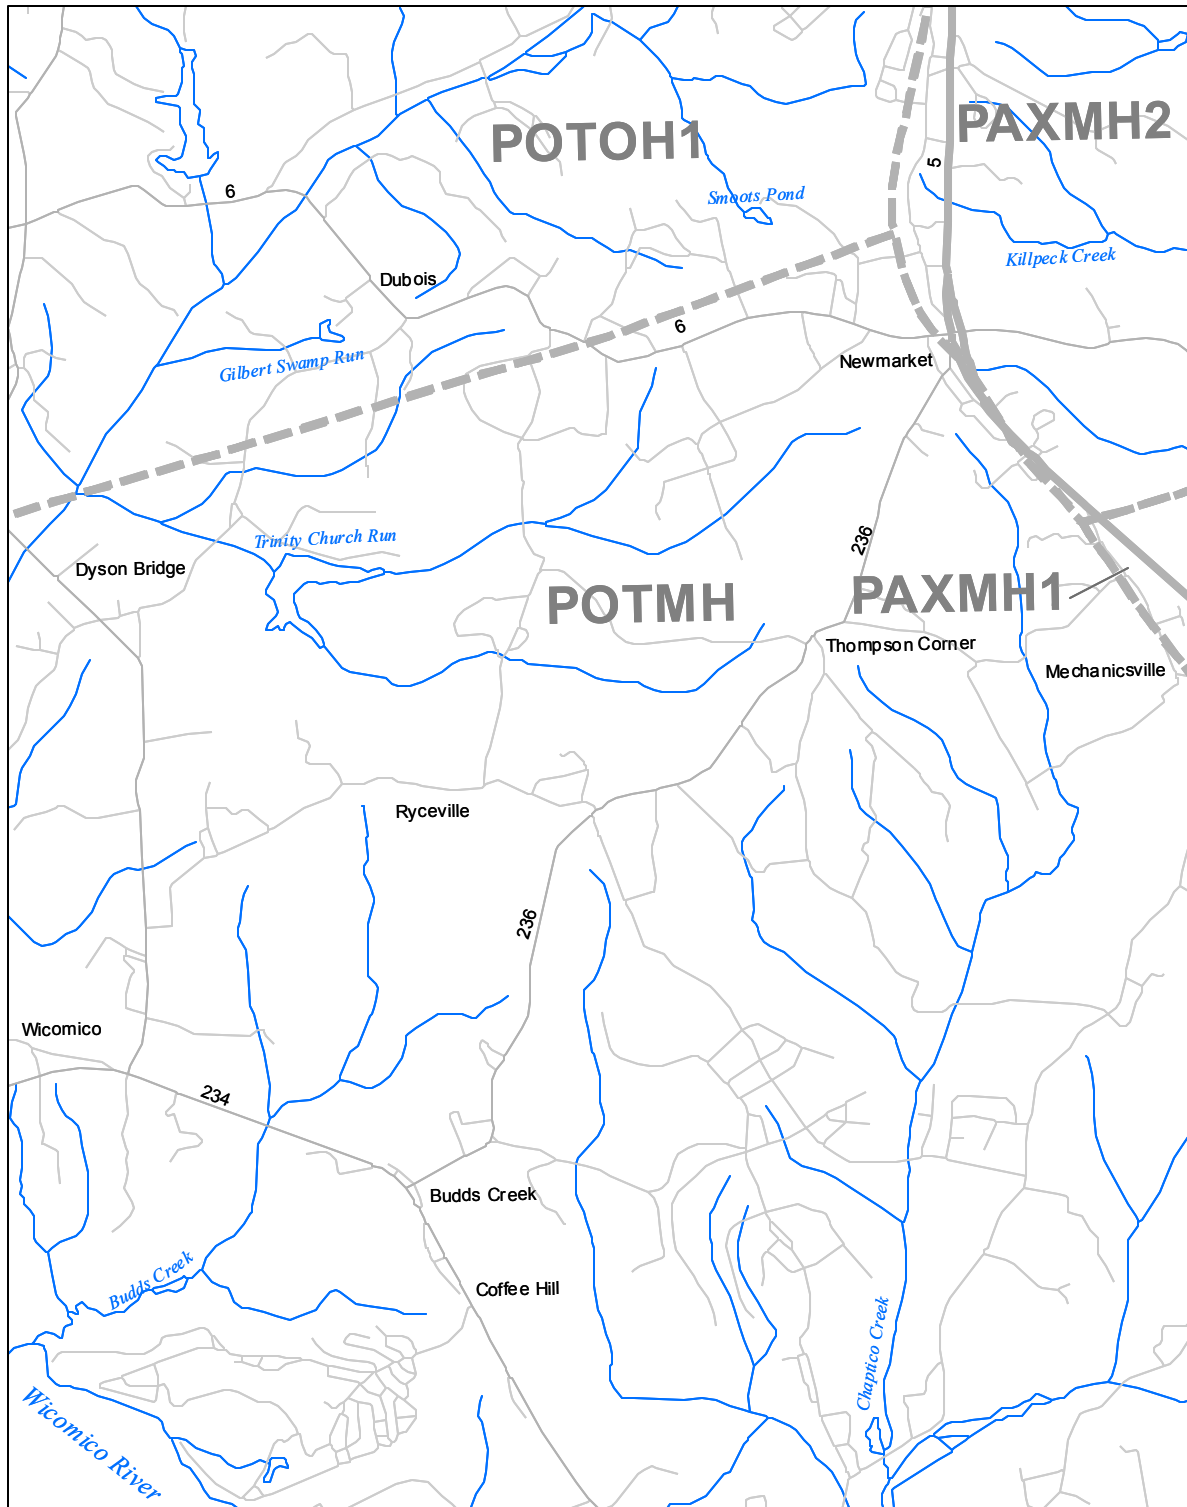 PAXMH2
POTOH1
5
6
Smoots Pond
Killpeck Creek
Dubois
6
Newmarket
Gilbert Swamp Run
Trinity Church Run
236
Dyson Bridge
PAXMH1
POTMH
Thompson Corner
Mechanicsville
Ryceville
236
Wicomico
234
Budds Creek
Budds Creek
Coffee Hill
Chaptico Creek
Wicomico River